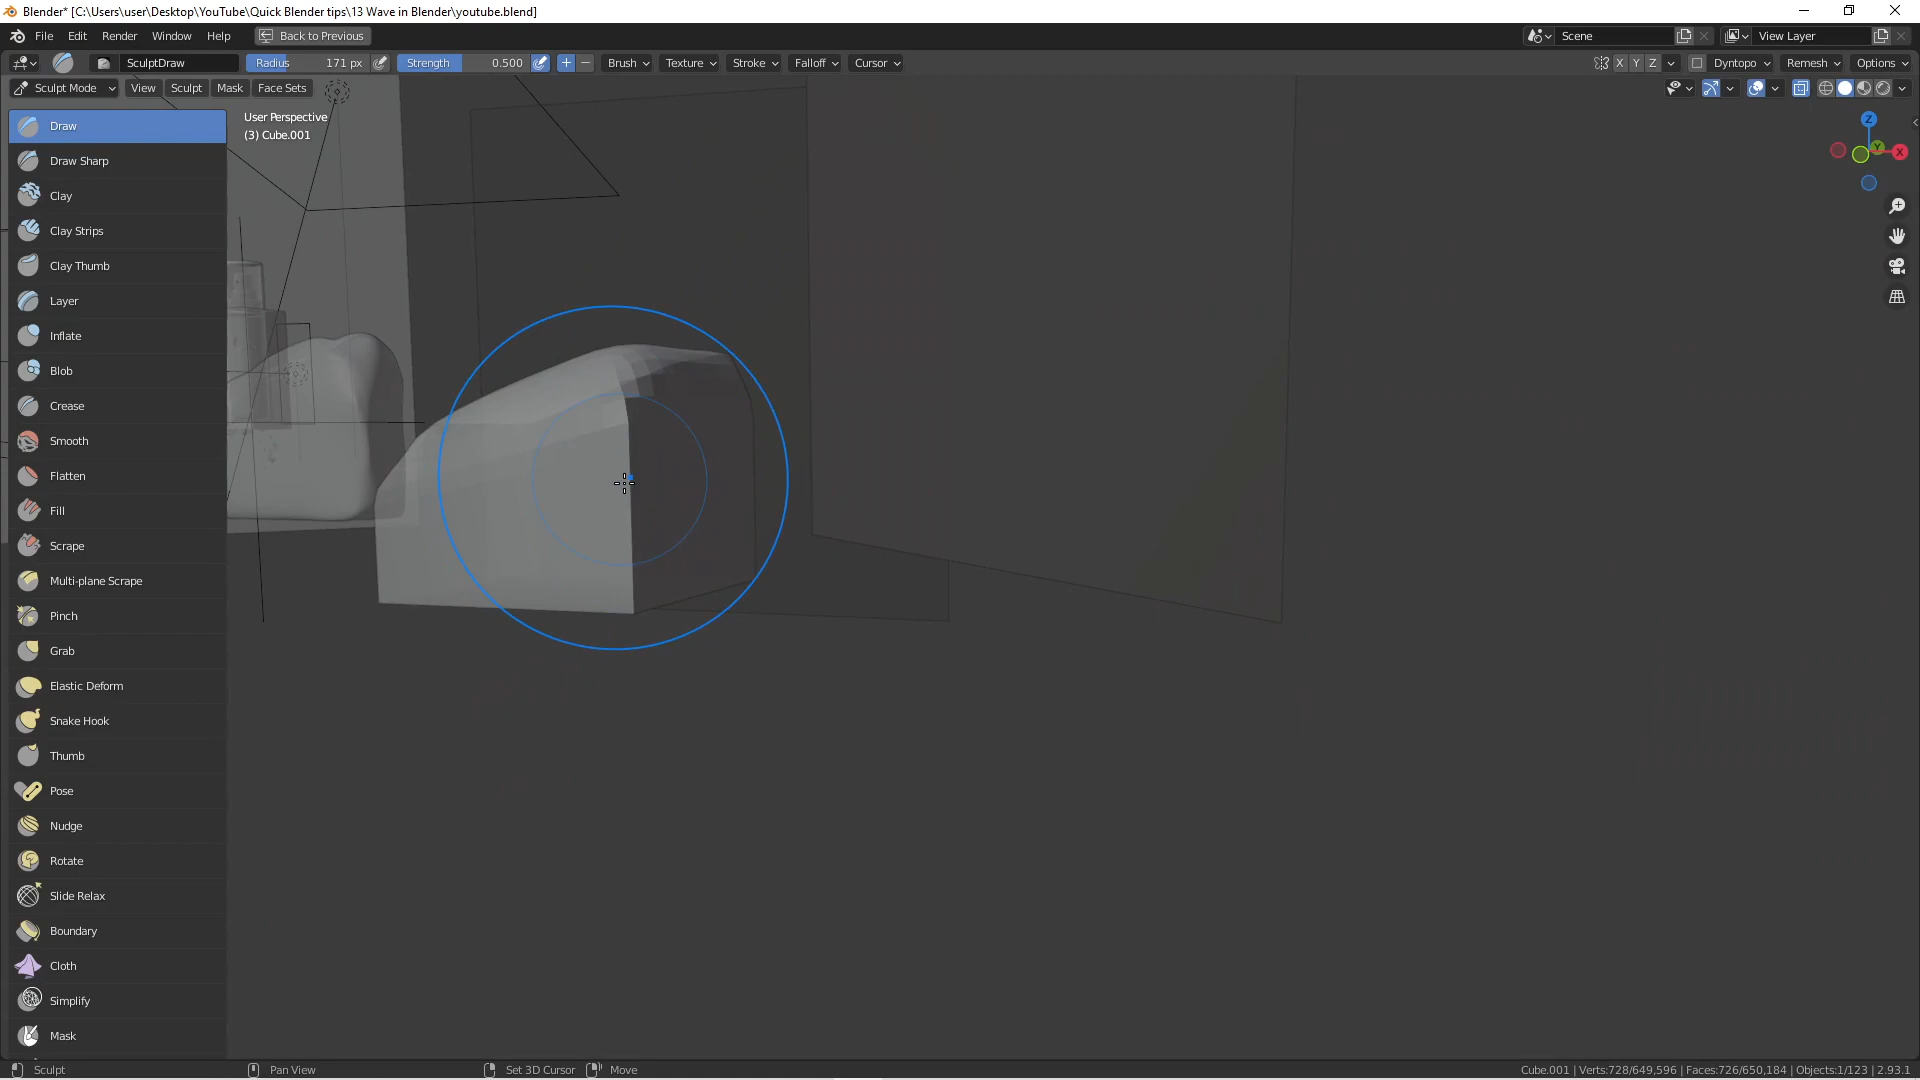 Blender* [C:\Users\user\Desktop\YouTube\Quick Blender tips\13 Wave in Blender\youtube.blend]
File Edit Render Window Help Back to Previous Scene View Layer
SculptDraw Radius 171 px Strength 0.500 Brush Texture Stroke Falloff Cursor X Y Z Dyntopo Remesh Options
Sculpt Mode View Sculpt Mask Face Sets
User Perspective
(3) Cube.001
Z
Y
X
Draw
Draw Sharp
Clay
Clay Strips
Clay Thumb
Layer
Inflate
Blob
Crease
Smooth
Flatten
Fill
Scrape
Multi-plane Scrape
Pinch
Grab
Elastic Deform
Snake Hook
Thumb
Pose
Nudge
Rotate
Slide Relax
Boundary
Cloth
Simplify
Mask
Sculpt Pan View Set 3D Cursor Move Cube.001 | Verts:728/649,596 | Faces:726/650,184 | Objects:1/123 | 2.93.1